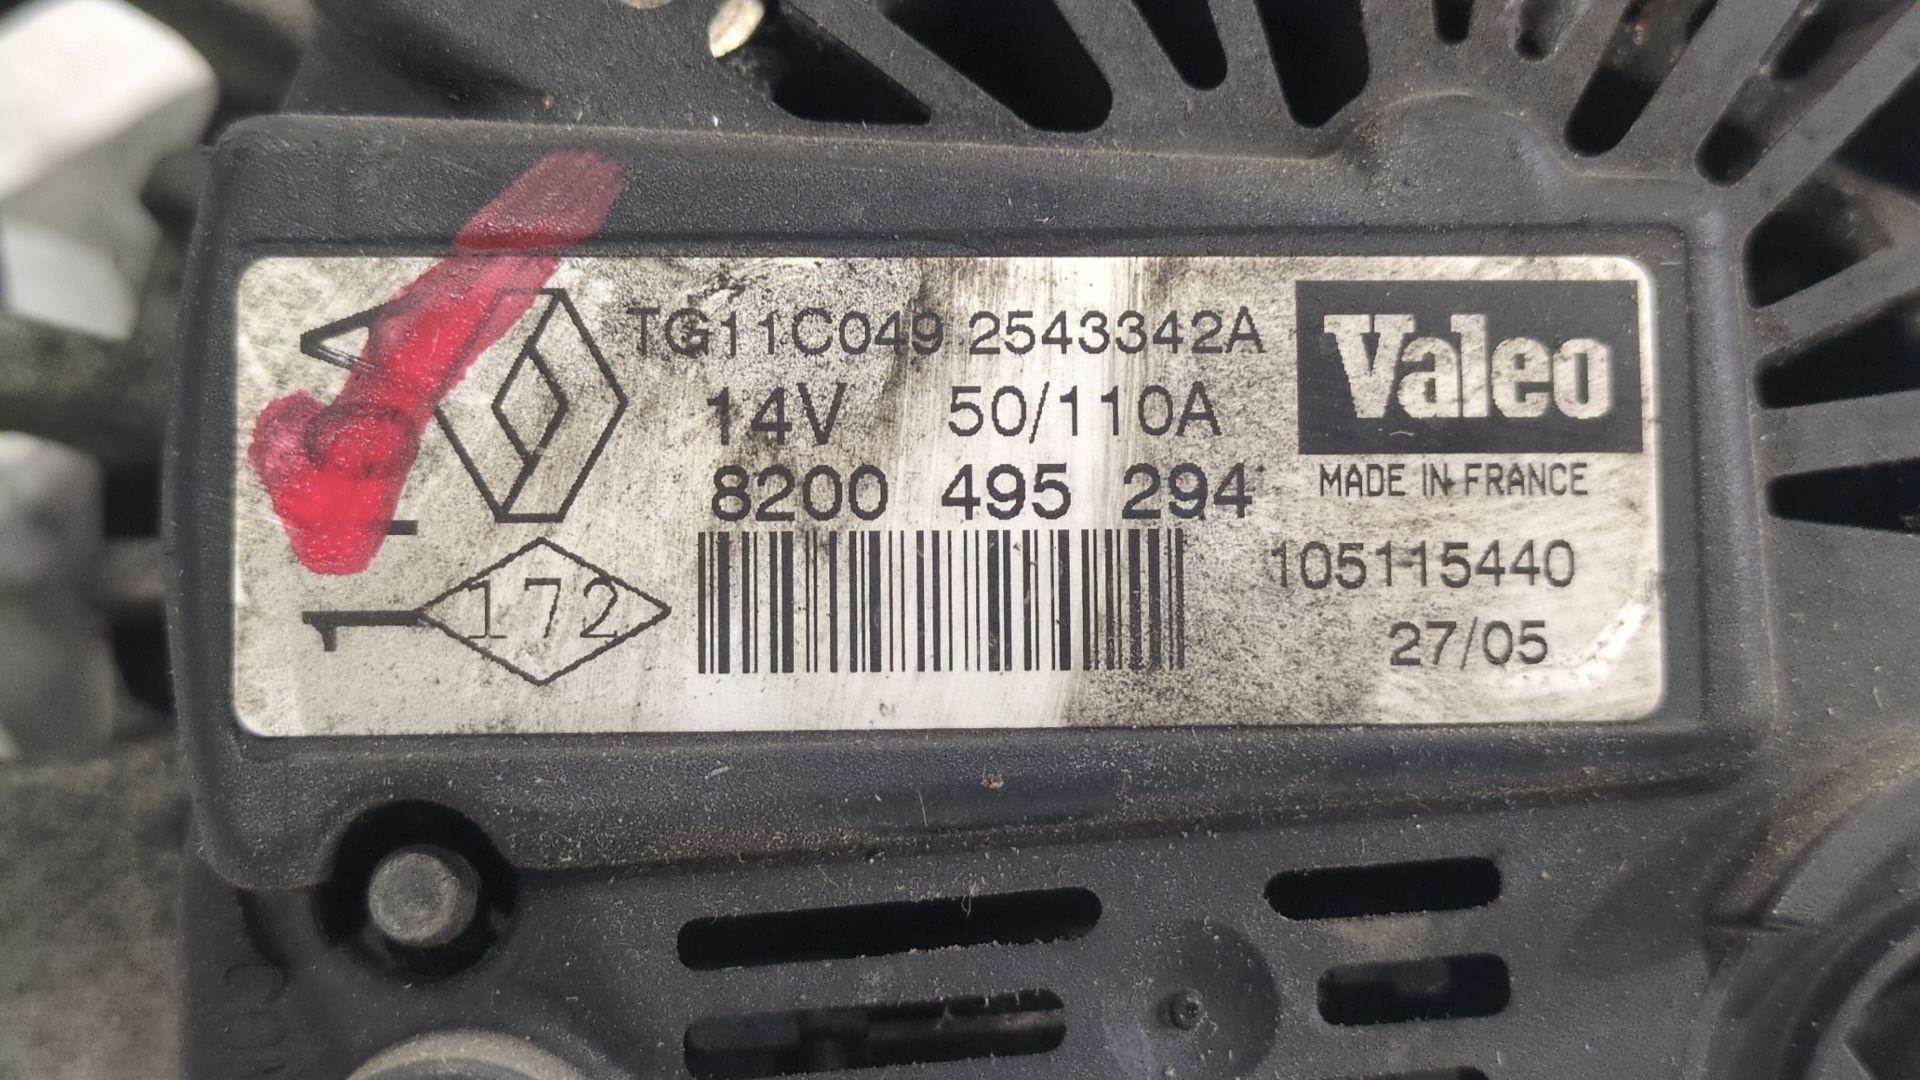 TG11C049 2543342A
Valeo
14V 50/110A
8200 495 294
MADE IN FRANCE
105115440
172
27/05